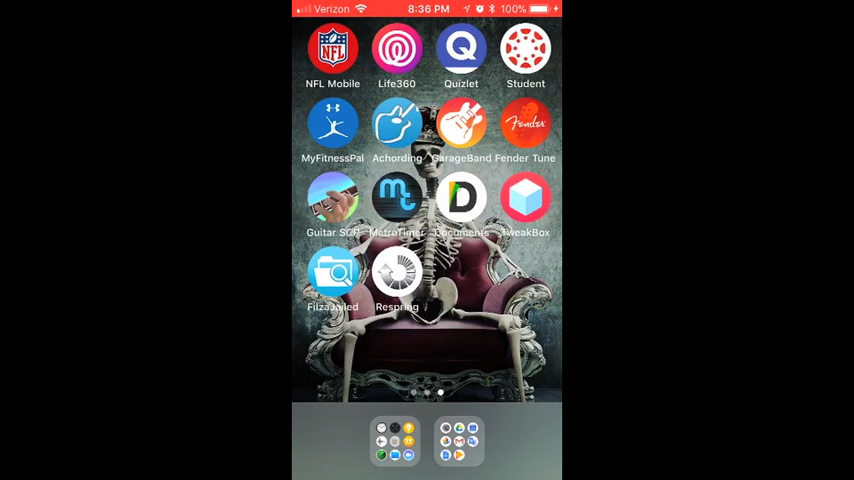 Verizon 8:36 PM 100%
NFL
NFL Mobile Life360 Quizlet Student
Fender
MyFitnessPal Achording GarageBand Fender Tune
mt D
Guitar SCP MetroTimer Documents TweakBox
FilzaJailed Respring